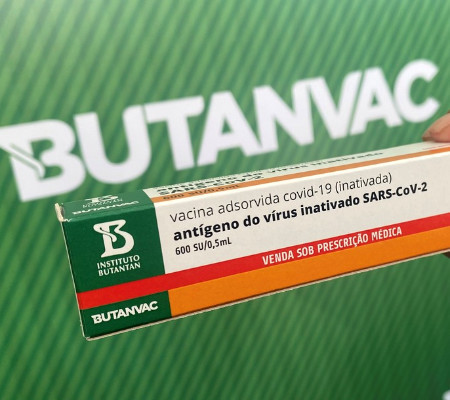 BUTANVAC
BUTANVAC
INSTITUTO
BUTANTAN
BUTANVAC
vacina adsorvida covid-19 (inativada)
antígeno do vírus inativado SARS-CoV-2
600 SU/0,5mL
VENDA SOB PRESCRIÇÃO MÉDICA